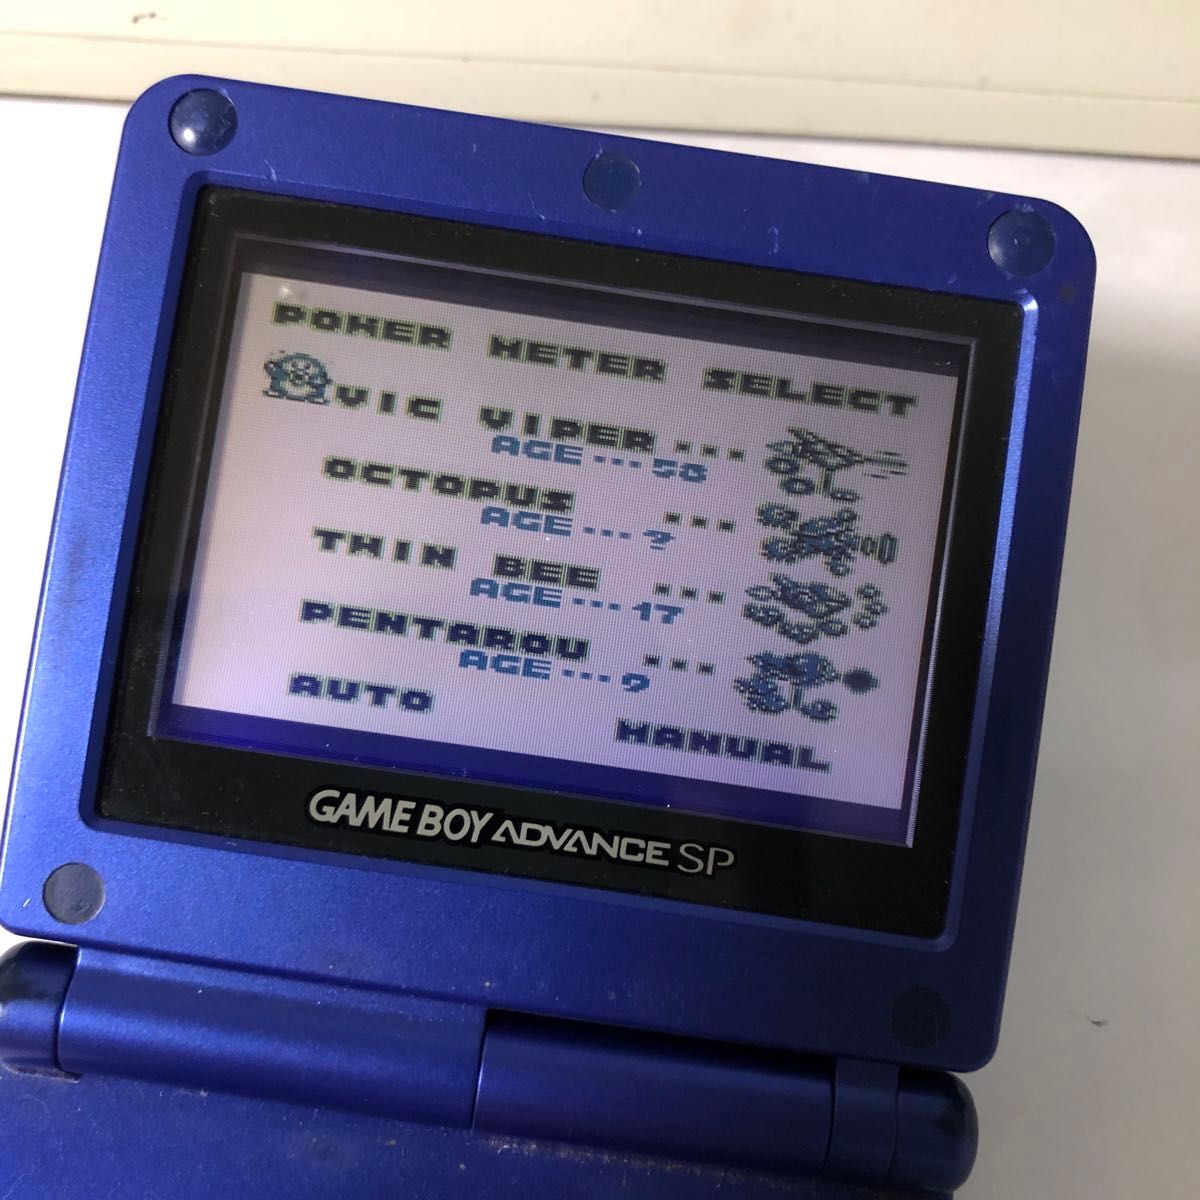 POWER METER SELECT
VIC VIPER...
AGE...58
OCTOPUS ...
AGE...?
THIN BEE ...
AGE...17
PENTAROU ...
AGE...9
AUTO
MANUAL
GAME BOY ADVANCE SP